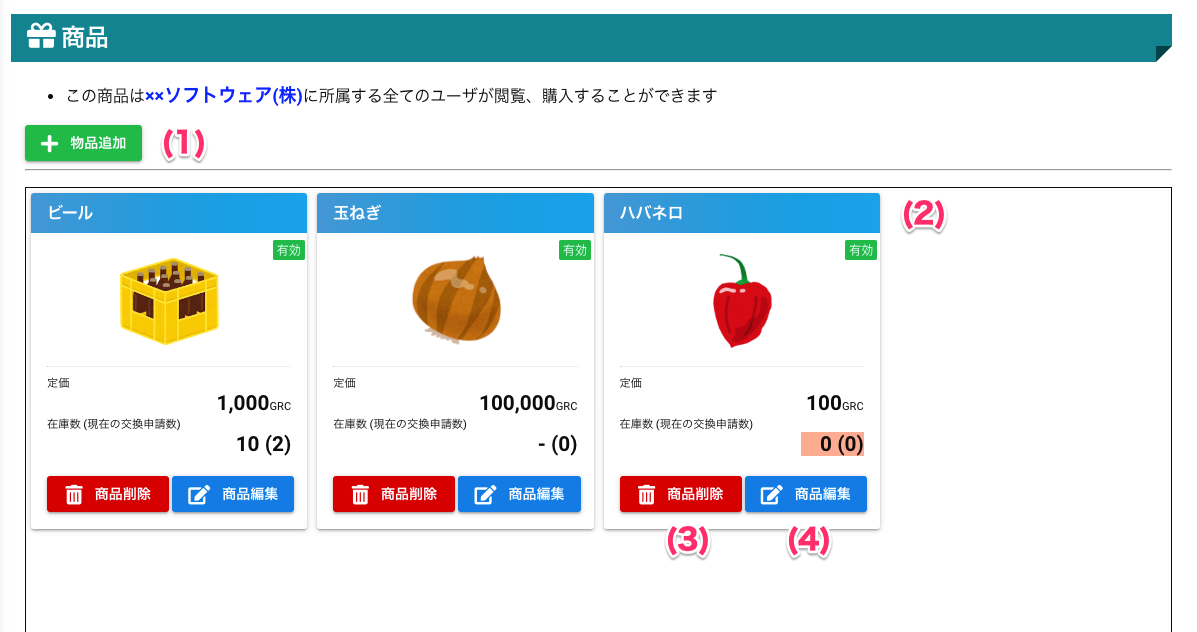 商品
• この商品は××ソフトウェア(株)に所属する全てのユーザが閲覧、購入することができます
物品追加 (1)
(2)
ビール
有効
定価
1,000GRC
在庫数 (現在の交換申請数)
10 (2)
商品削除 商品編集
玉ねぎ
有効
定価
100,000GRC
在庫数 (現在の交換申請数)
- (0)
商品削除 商品編集
ハバネロ
有効
定価
100GRC
在庫数 (現在の交換申請数)
0 (0)
商品削除 商品編集
(3) (4)